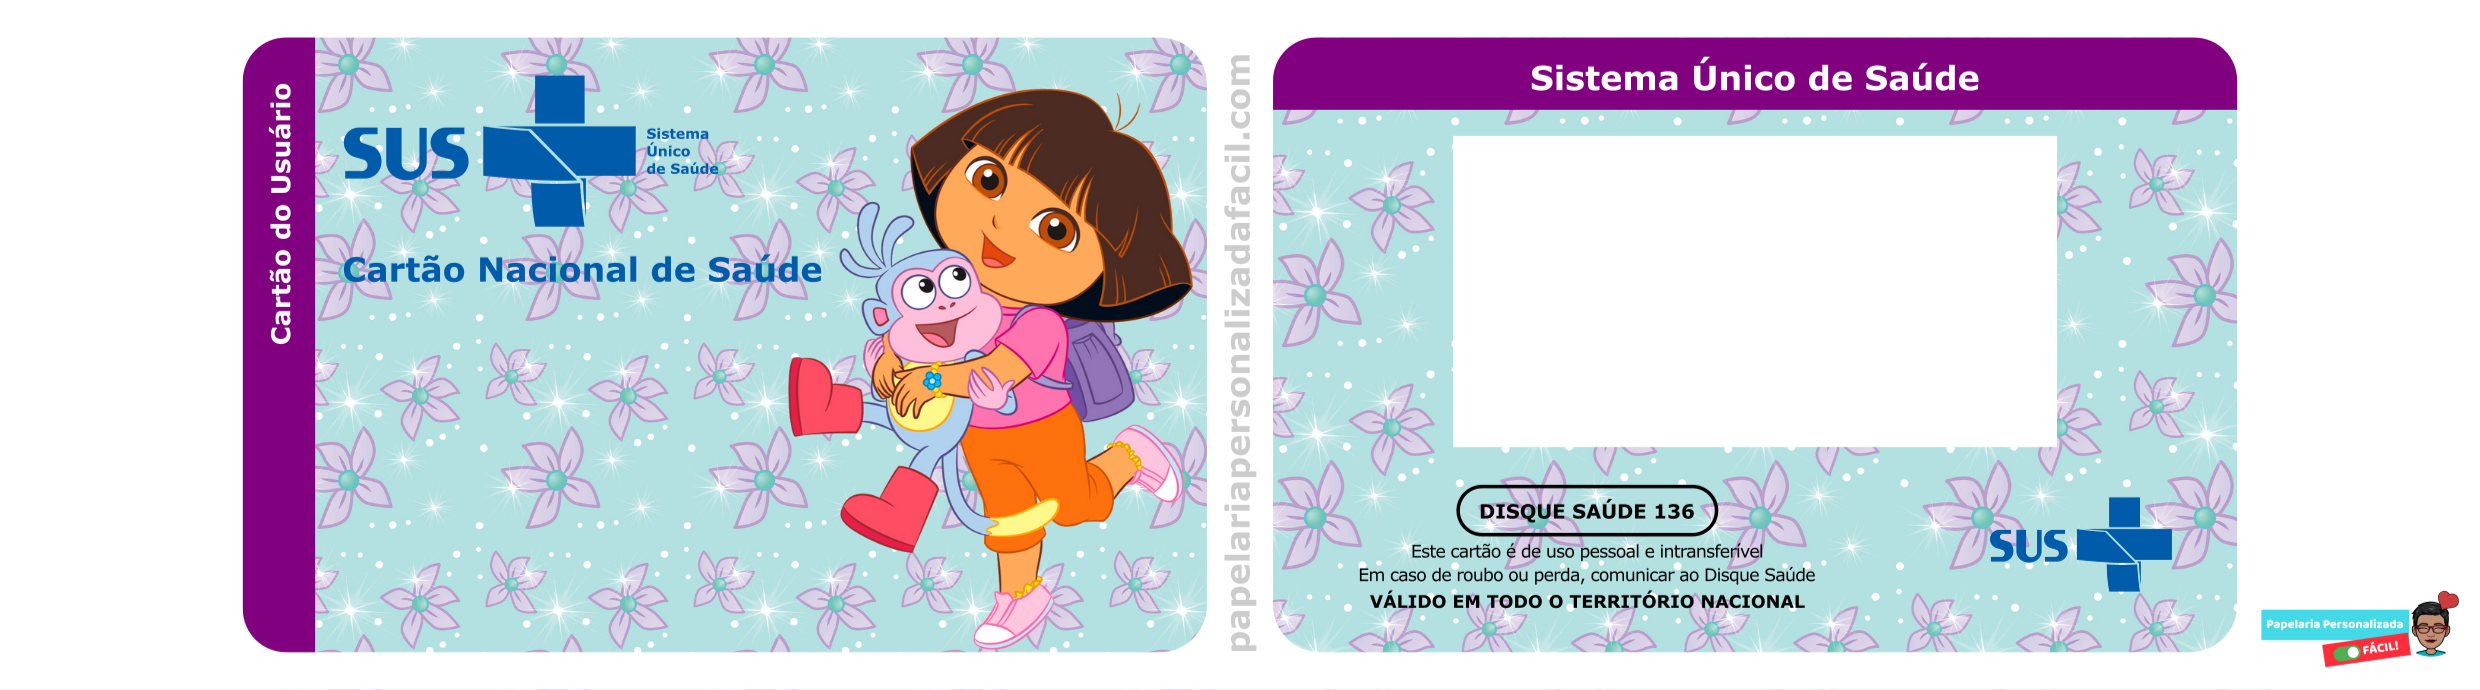 Cartão do Usuário
SUS
Sistema
Único
de Saúde
Cartão Nacional de Saúde
papelariapersonalizadafacil.com
Sistema Único de Saúde
DISQUE SAÚDE 136
Este cartão é de uso pessoal e intransferível
Em caso de roubo ou perda, comunicar ao Disque Saúde
VÁLIDO EM TODO O TERRITÓRIO NACIONAL
SUS
Papelaria Personalizada
FÁCIL!